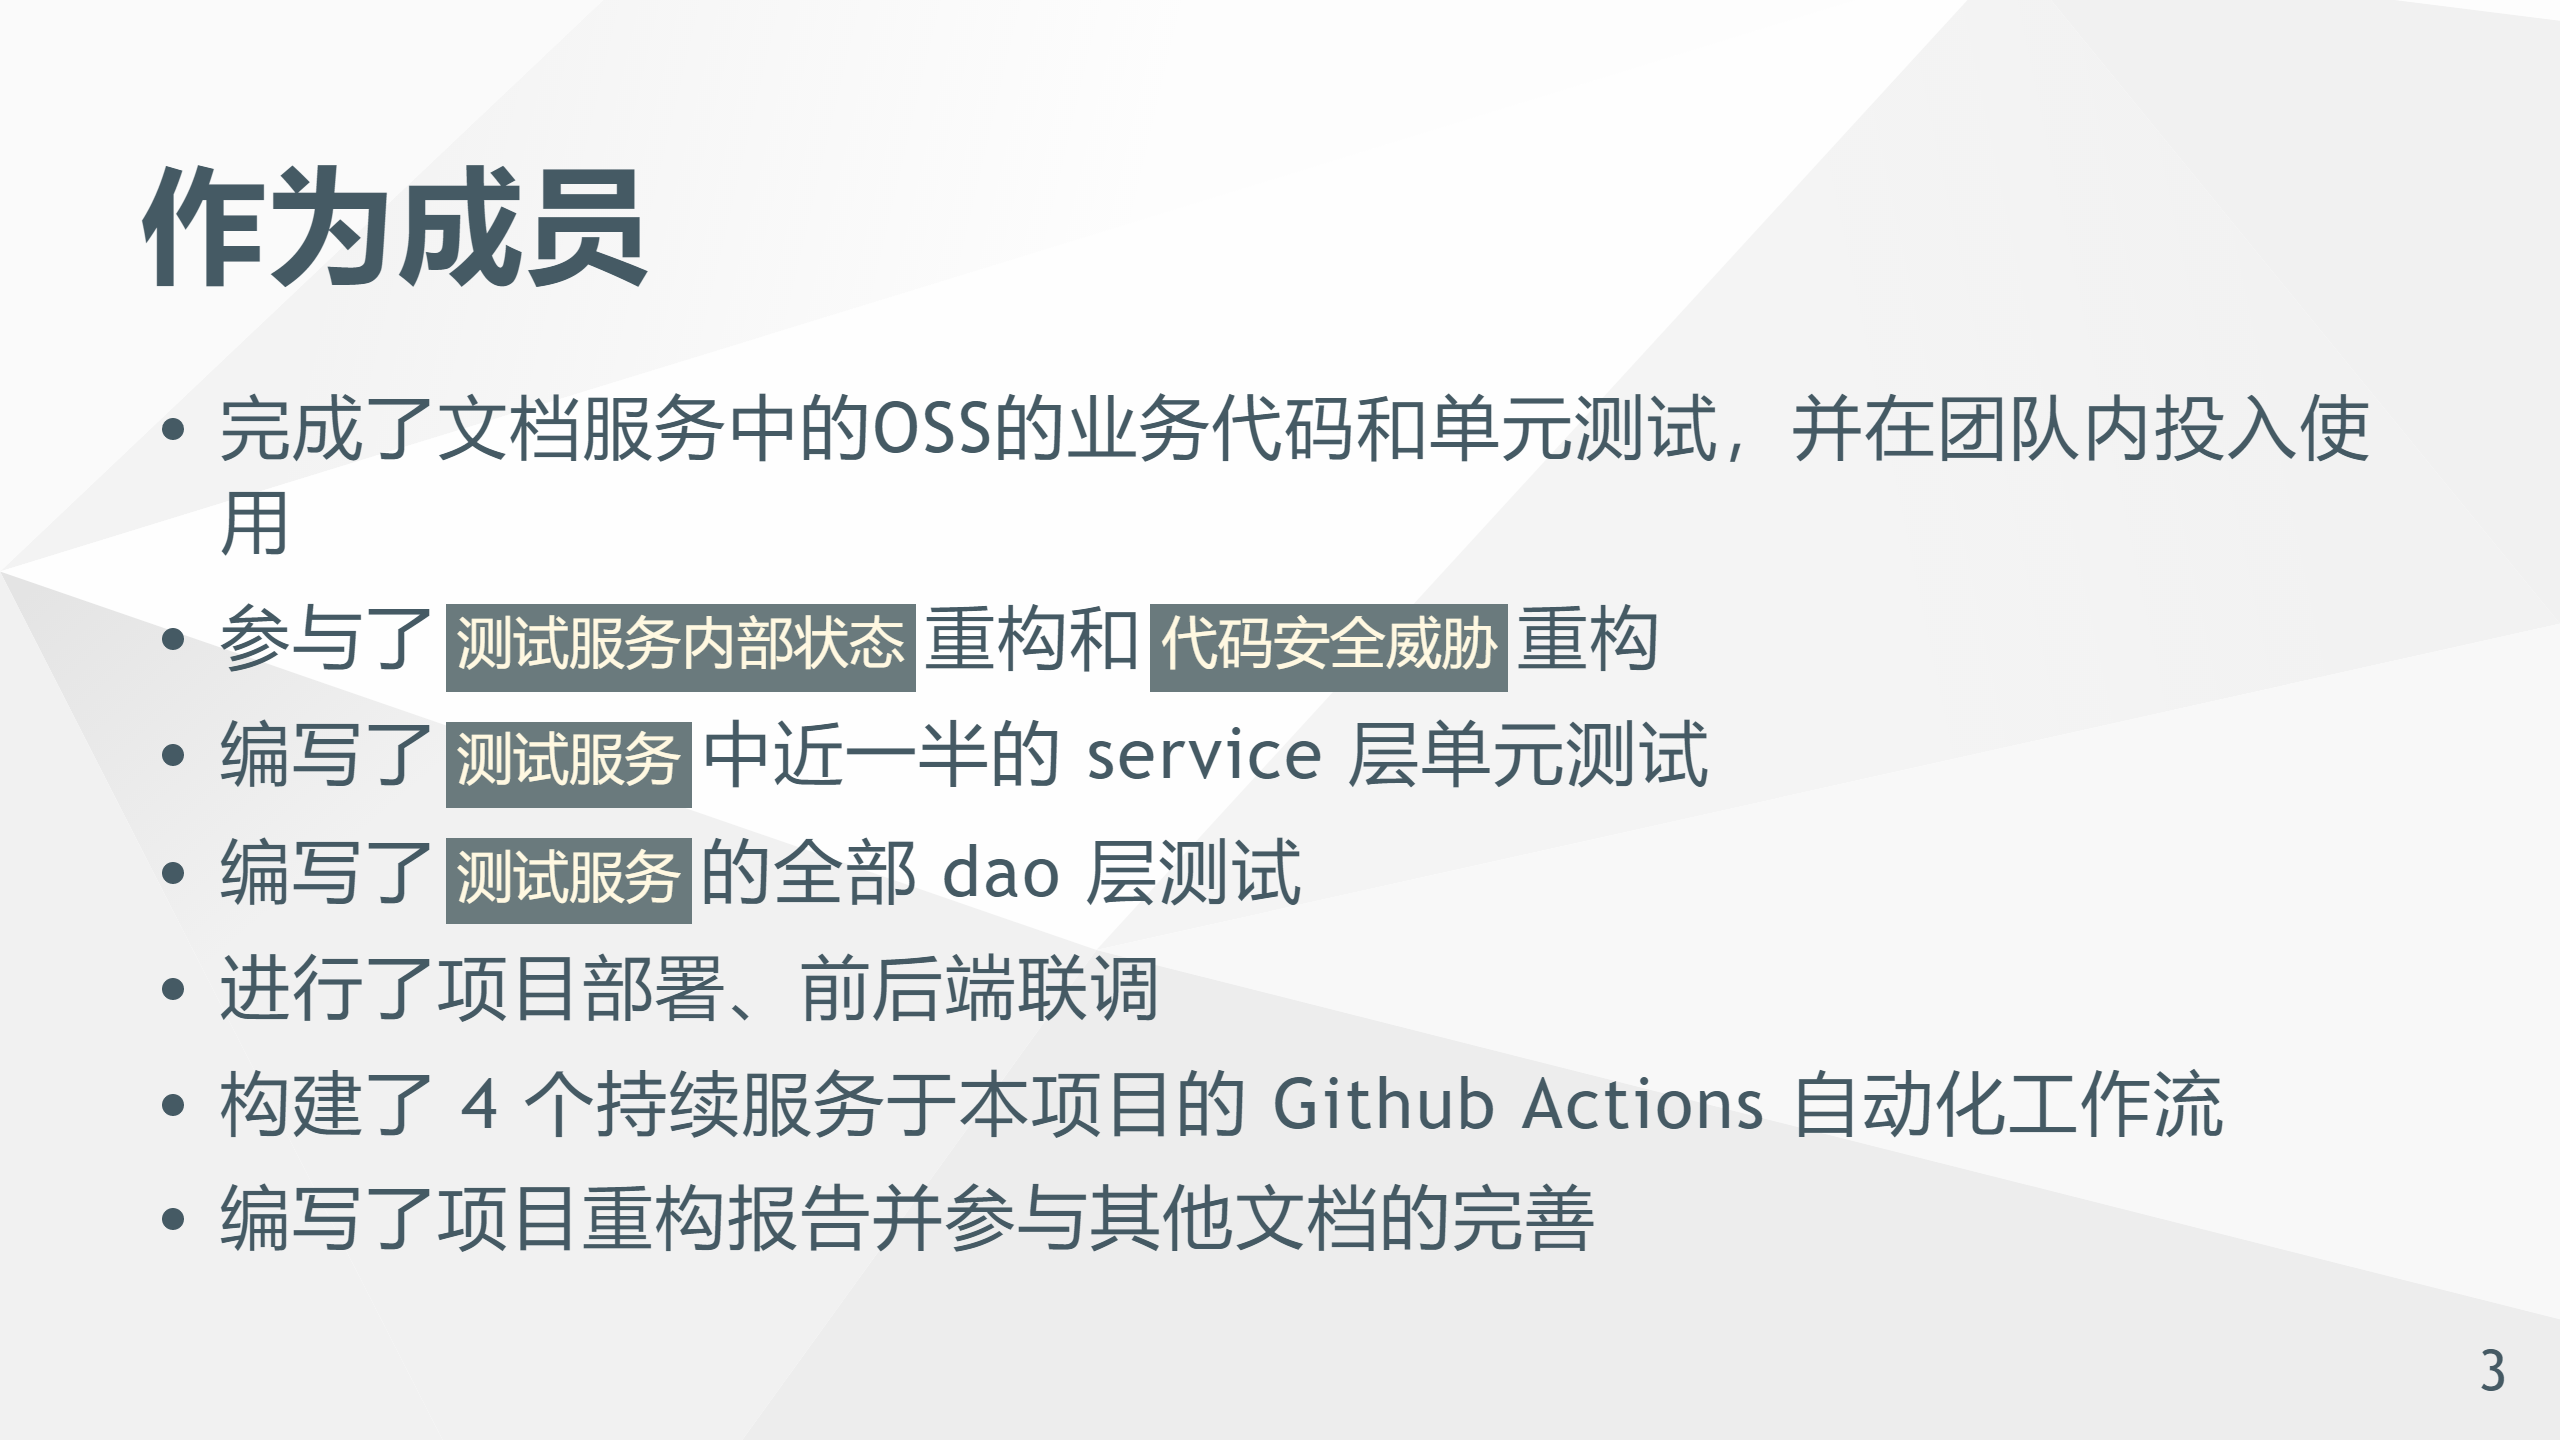 作为成员
• 完成了文档服务中的OSS的业务代码和单元测试，并在团队内投入使
用
• 参与了 测试服务内部状态 重构和 代码安全威胁 重构
• 编写了 测试服务 中近一半的 service 层单元测试
• 编写了 测试服务 的全部 dao 层测试
• 进行了项目部署、前后端联调
• 构建了 4 个持续服务于本项目的 Github Actions 自动化工作流
• 编写了项目重构报告并参与其他文档的完善
3